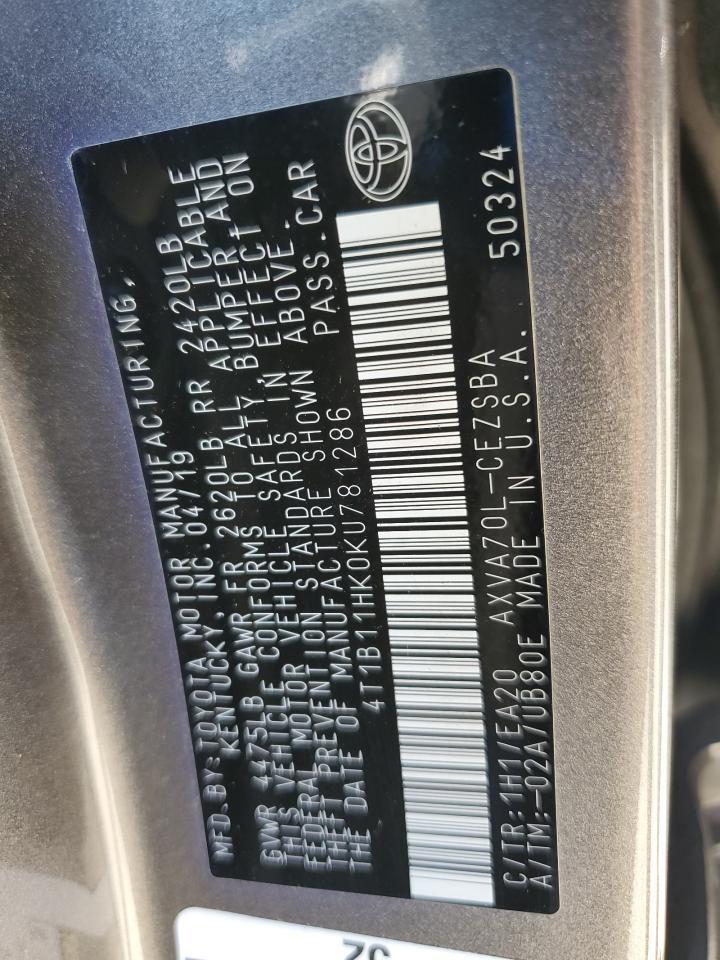 MFD.BY: TOYOTA MOTOR MANUFACTURING,
KENTUCKY, INC. 04/19
GVWR 4475LB GAWR FR 2620LB RR 2420LB
THIS VEHICLE CONFORMS TO ALL APPLICABLE
FEDERAL MOTOR VEHICLE SAFETY, BUMPER, AND
THEFT PREVENTION STANDARDS IN EFFECT ON
THE DATE OF MANUFACTURE SHOWN ABOVE.
4T1B11HK0KU781286 PASS.CAR
C/TR:1H1/EA20 AXVA70L-CEZSBA 50324
A/TM:-02A/UB80E MADE IN U.S.A.